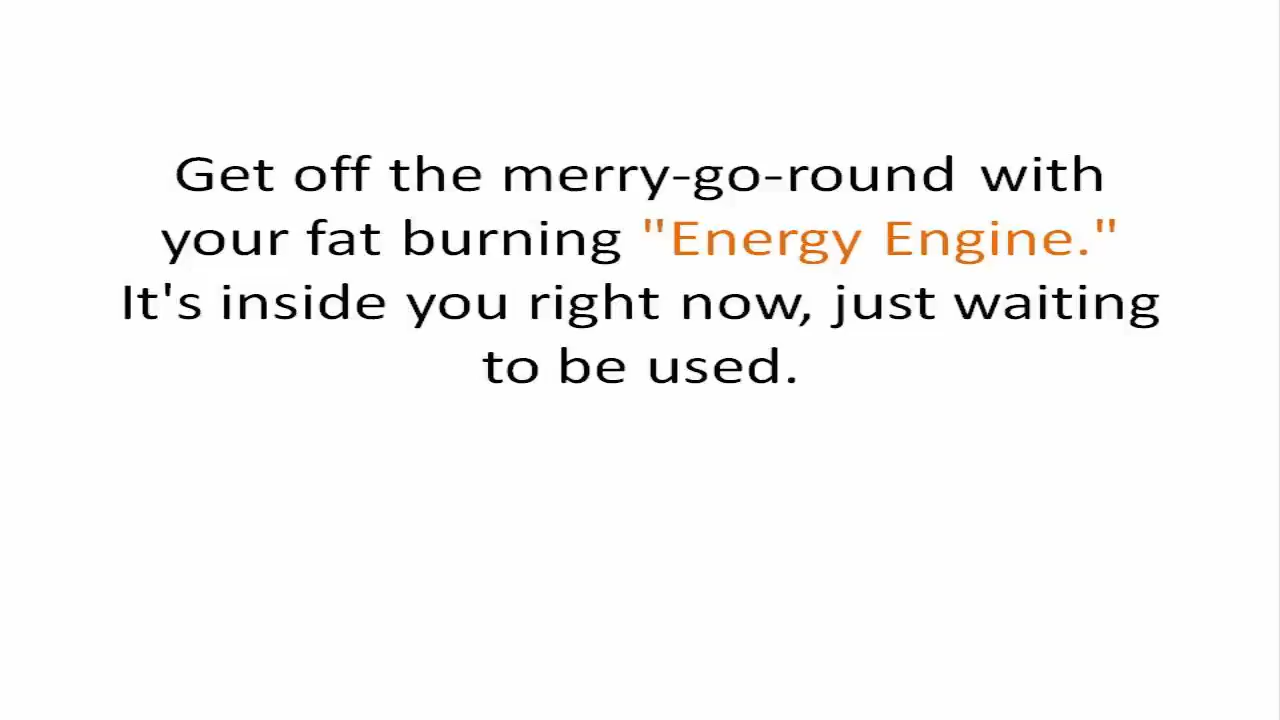 Get off the merry-go-round with
your fat burning "Energy Engine."
It's inside you right now, just waiting
to be used.